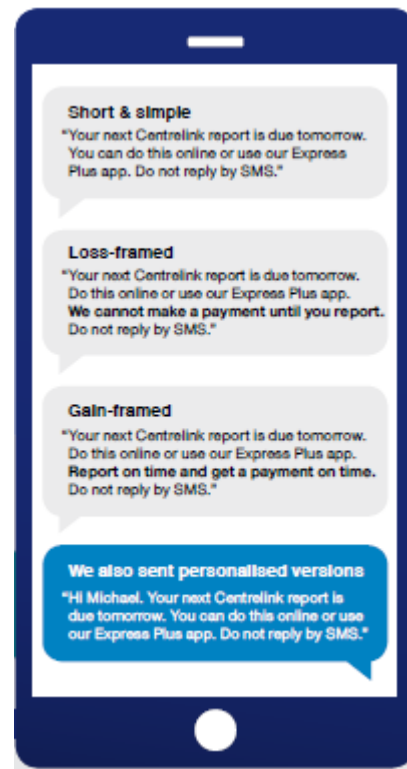 Short & simple
"Your next Centrelink report is due tomorrow.
You can do this online or use our Express
Plus app. Do not reply by SMS."
Loss-framed
"Your next Centrelink report is due tomorrow.
Do this online or use our Express Plus app.
We cannot make a payment until you report.
Do not reply by SMS."
Gain-framed
"Your next Centrelink report is due tomorrow.
Do this online or use our Express Plus app.
Report on time and get a payment on time.
Do not reply by SMS."
We also sent personalised versions
"Hi Michael. Your next Centrelink report is
due tomorrow. You can do this online or use
our Express Plus app. Do not reply by SMS."